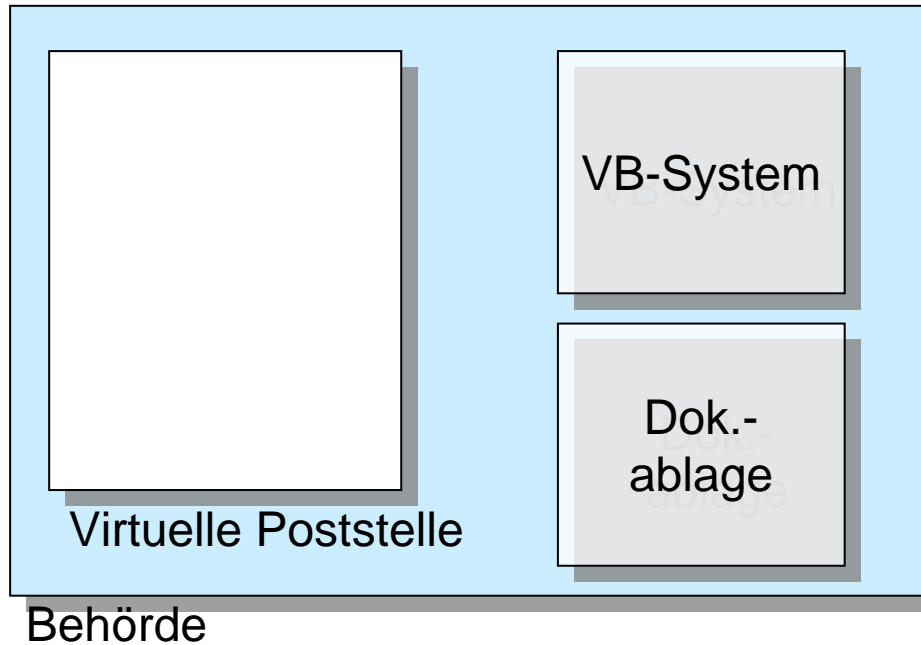 VB-System
Dok.-
ablage
Virtuelle Poststelle
Behörde